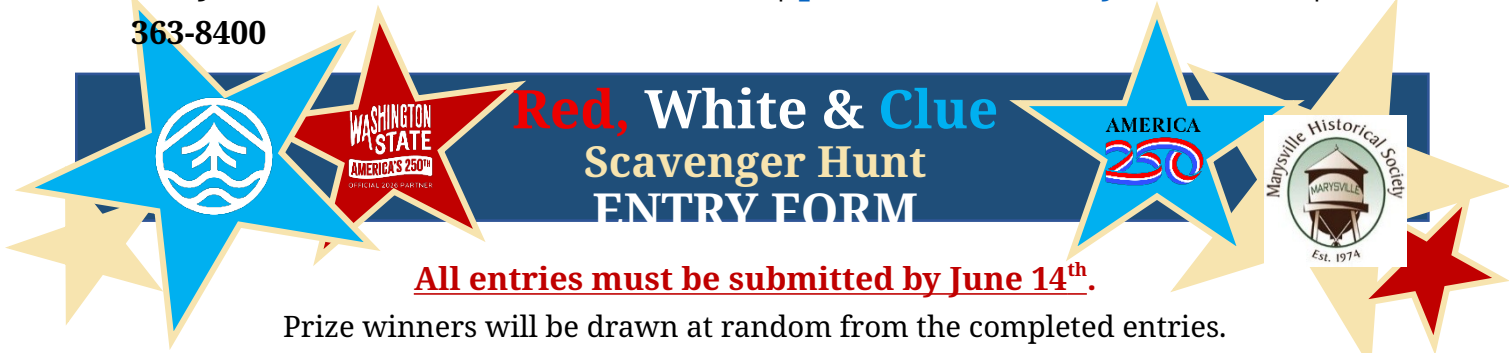 363-8400
Red, White & Clue
Scavenger Hunt
ENTRY FORM
WASHINGTON
STATE
AMERICA'S 250TH
OFFICIAL 2026 PARTNER
AMERICA
250
Marysville Historical Society
MARYSVILLE
Est. 1974
All entries must be submitted by June 14th.
Prize winners will be drawn at random from the completed entries.